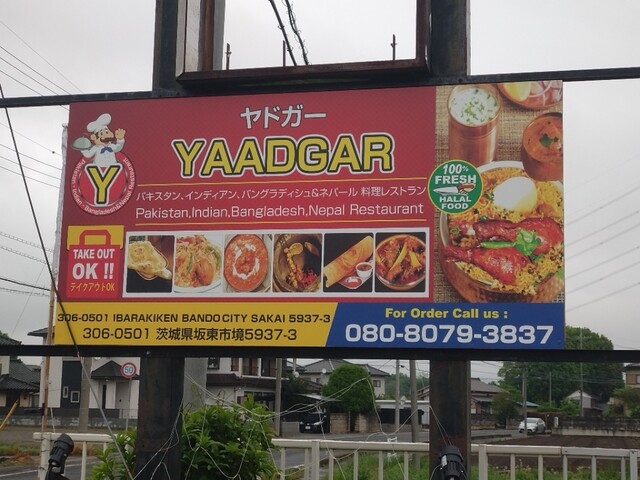 ヤドガー
YAADGAR
Y
パキスタン、インディアン、バングラディシュ&ネパール 料理レストラン
Pakistan,Indian,Bangladesh,Nepal Restaurant
100%
FRESH
HALAL
FOOD
TAKE OUT
OK !!
テイクアウトOK
306-0501 IBARAKIKEN BANDO CITY SAKAI 5937-3
306-0501 茨城県坂東市境5937-3
For Order Call us :
080-8079-3837
50